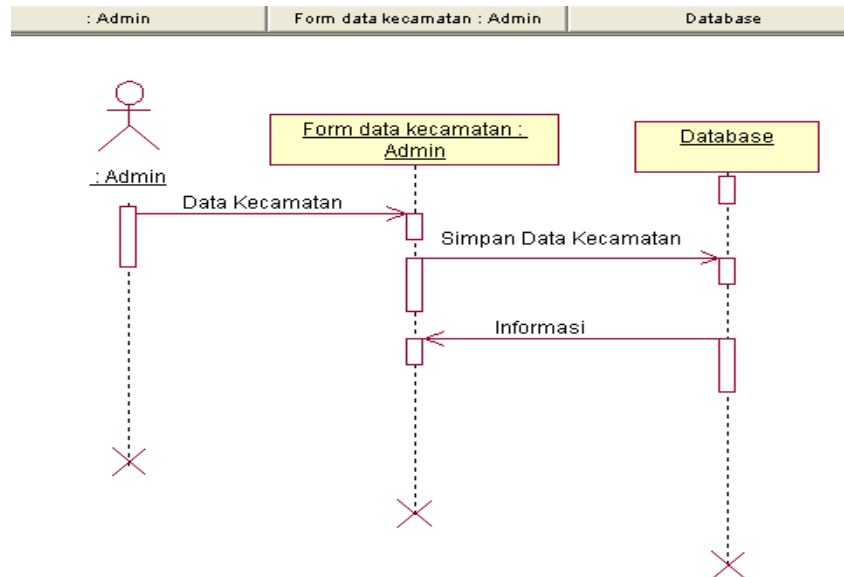 : Admin
Form data kecamatan : Admin
Database
Form data kecamatan :
Admin
Database
: Admin
Data Kecamatan
Simpan Data Kecamatan
Informasi